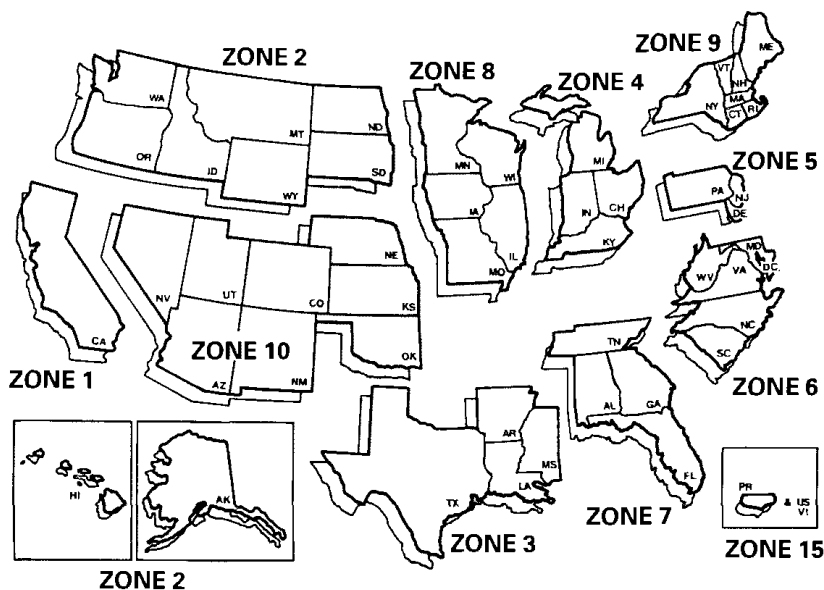 ZONE 2
WA
OR
ID
MT
WY
ND
SD
ZONE 8
MN
WI
IA
IL
MO
ZONE 4
MI
IN
OH
KY
ZONE 9
ME
VT
NH
NY
MA
CT
RI
ZONE 5
PA
NJ
DE
MD
DC.
WV
VA
NC
SC
ZONE 6
CA
ZONE 1
NV
UT
CO
NE
KS
OK
ZONE 10
AZ
NM
TN
AL
GA
FL
ZONE 7
AR
MS
LA
TX
ZONE 3
HI
AK
ZONE 2
PR
& US
VI
ZONE 15